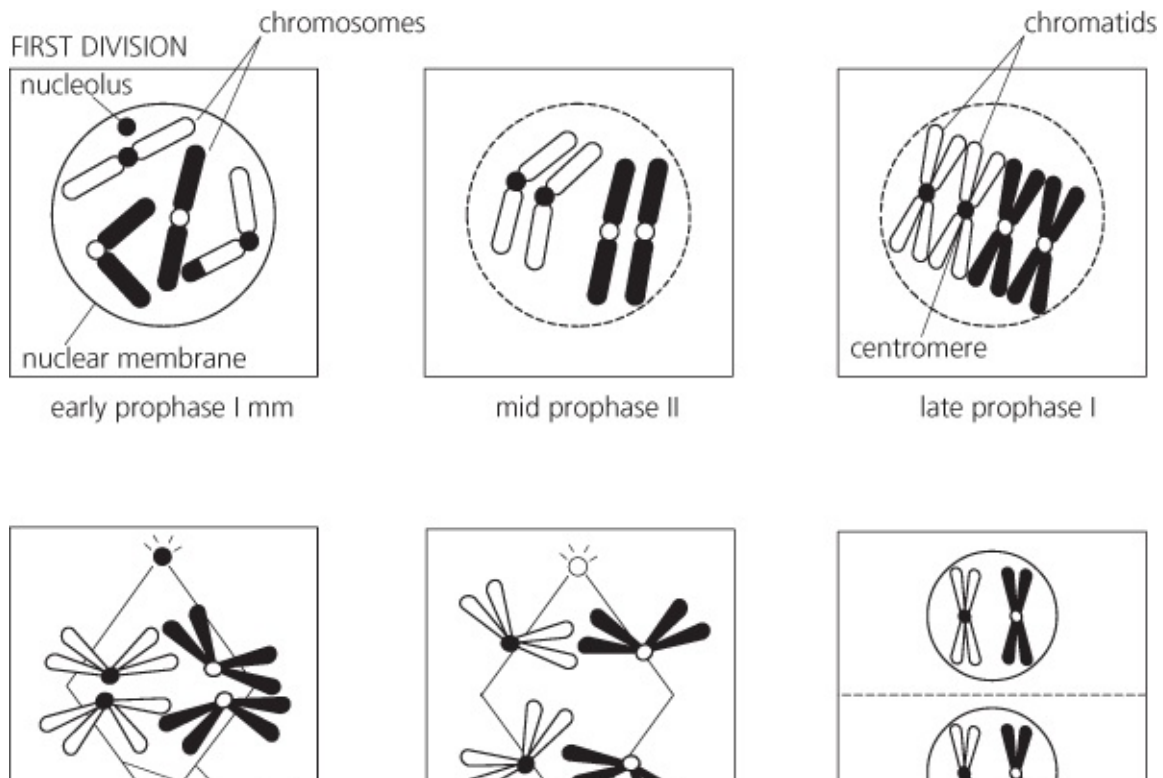 chromosomes
chromatids
FIRST DIVISION
nucleolus
nuclear membrane
centromere
early prophase I mm
mid prophase II
late prophase I